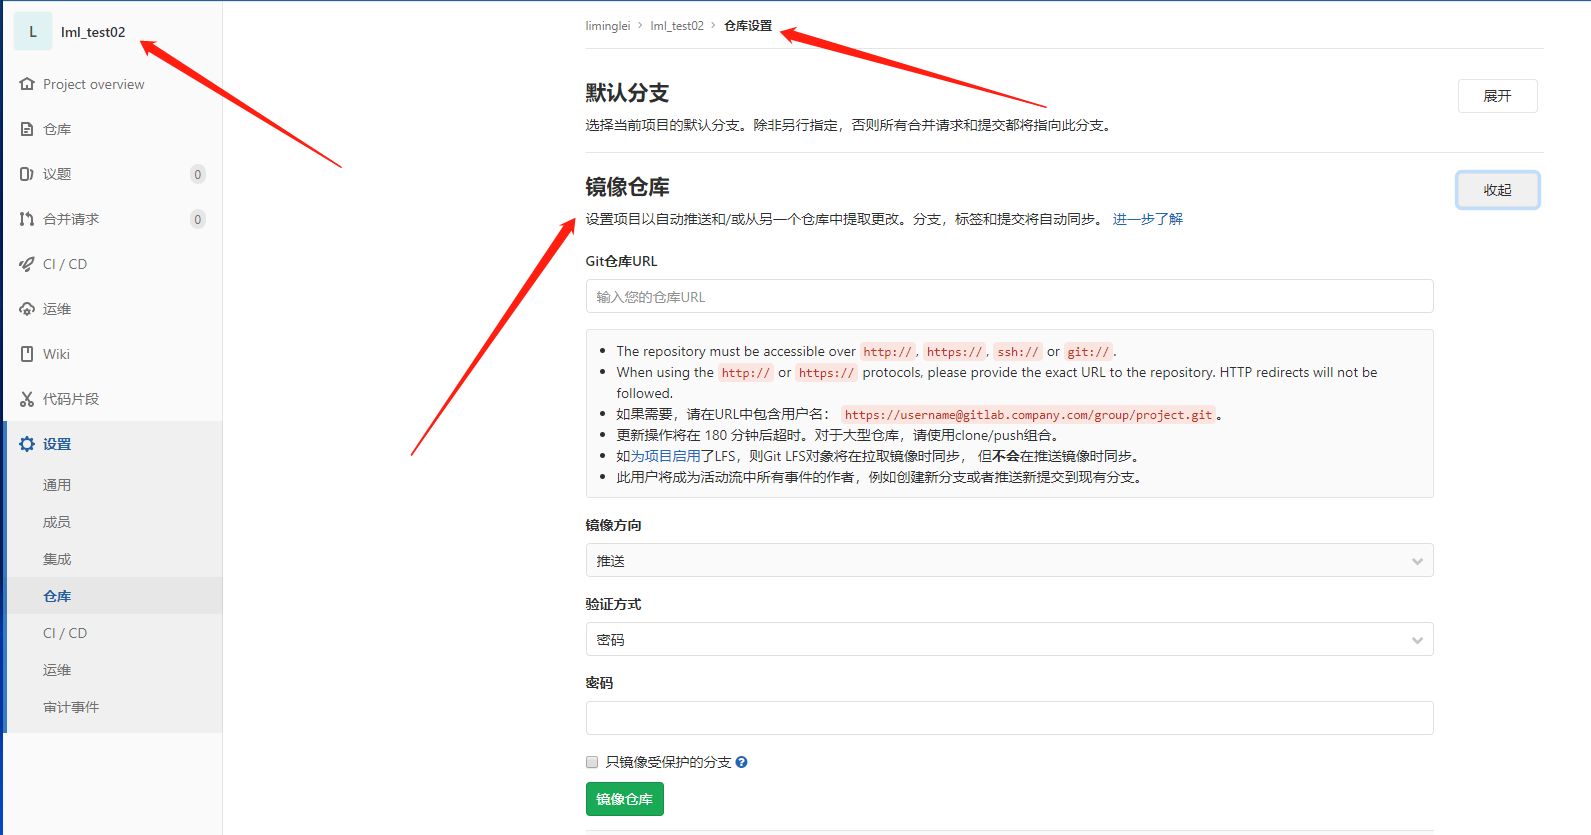 L lml_test02
Project overview
仓库
议题 0
合并请求 0
CI / CD
运维
Wiki
代码片段
设置
通用
成员
集成
仓库
CI / CD
运维
审计事件
liminglei > lml_test02 > 仓库设置
默认分支
展开
选择当前项目的默认分支。除非另行指定，否则所有合并请求和提交都将指向此分支。
镜像仓库
收起
设置项目以自动推送和/或从另一个仓库中提取更改。分支，标签和提交将自动同步。 进一步了解
Git仓库URL
输入您的仓库URL
The repository must be accessible over http://, https://, ssh:// or git://.
When using the http:// or https:// protocols, please provide the exact URL to the repository. HTTP redirects will not be
followed.
如果需要，请在URL中包含用户名： https://username@gitlab.company.com/group/project.git。
更新操作将在 180 分钟后超时。对于大型仓库，请使用clone/push组合。
如为项目启用了LFS，则Git LFS对象将在拉取镜像时同步， 但不会在推送镜像时同步。
此用户将成为活动流中所有事件的作者，例如创建新分支或者推送新提交到现有分支。
镜像方向
推送
验证方式
密码
密码
只镜像受保护的分支 ?
镜像仓库